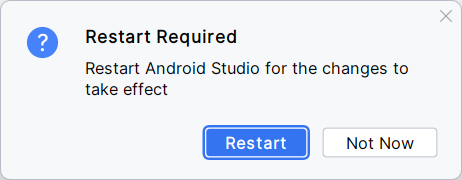 Restart Required
Restart Android Studio for the changes to
take effect
Restart
Not Now